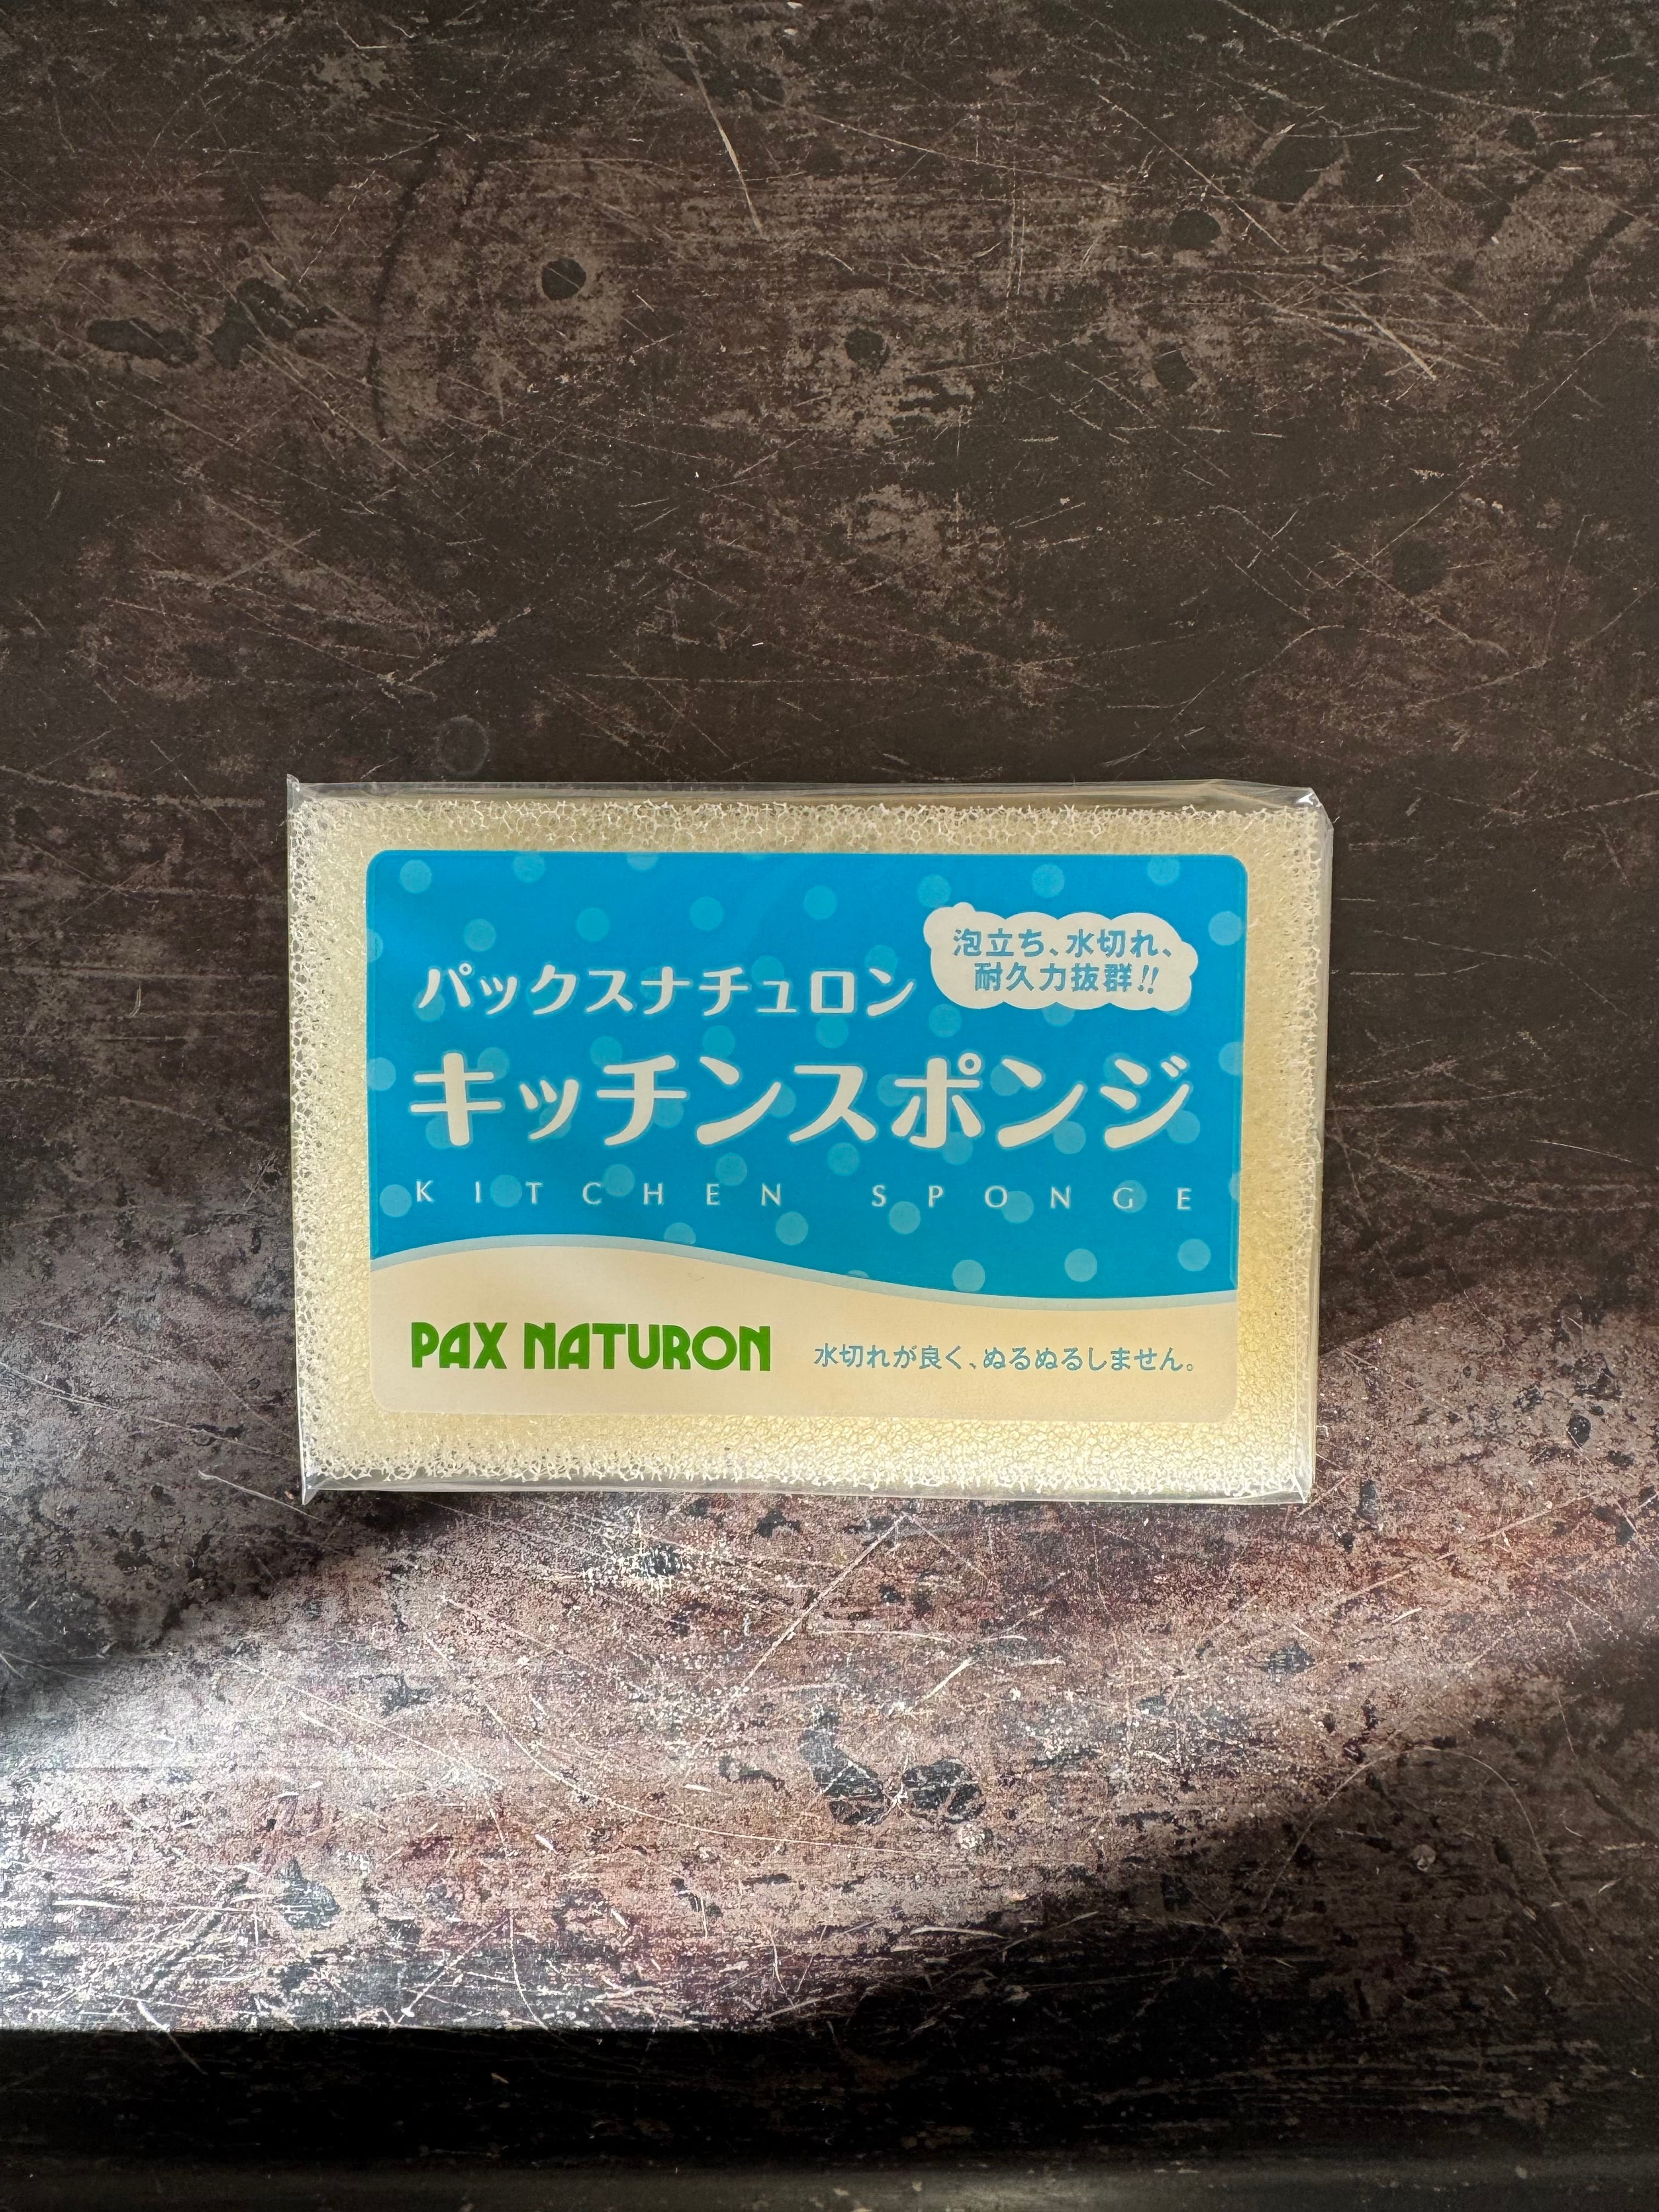 泡立ち、水切れ、
耐久力抜群!!
パックスナチュロン
キッチンスポンジ
KITCHEN SPONGE
PAX NATURON
水切れが良く、ぬるぬるしません。